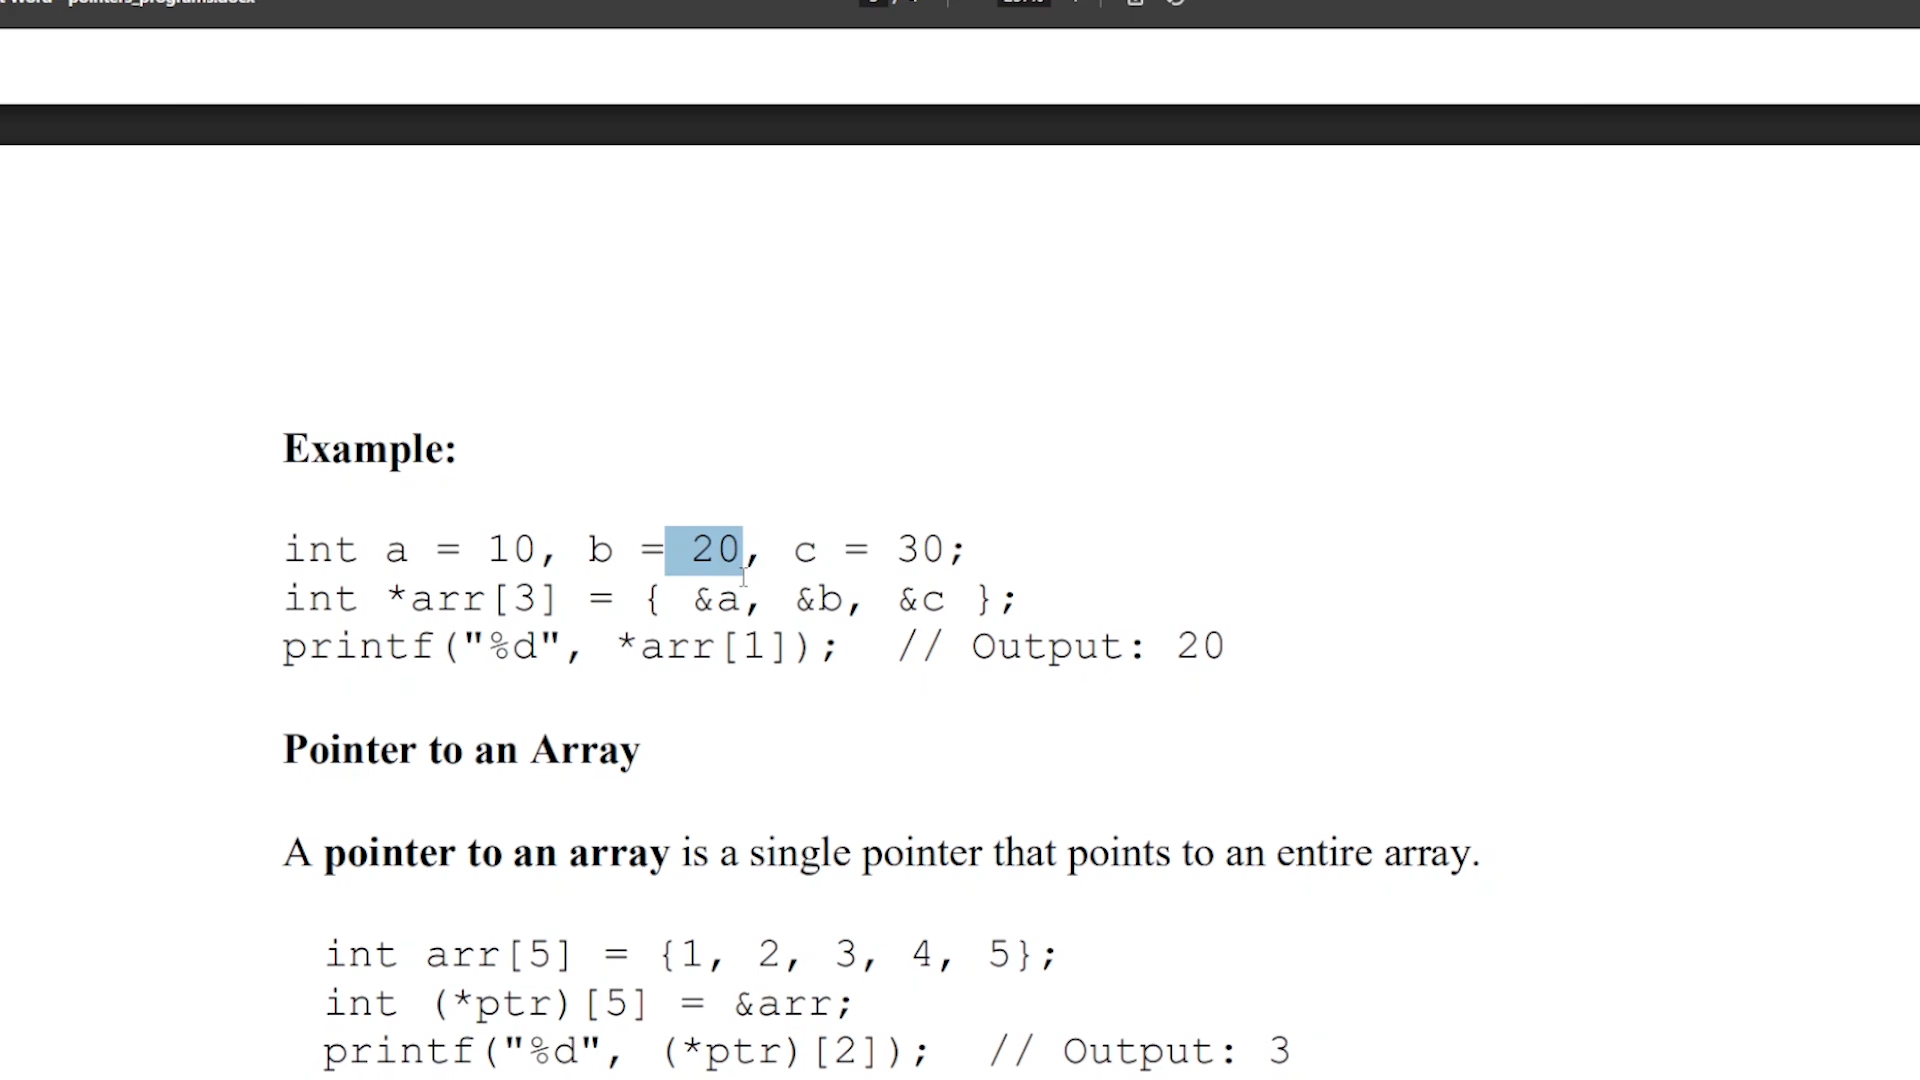 Example:
int a = 10, b = 20, c = 30;
int *arr[3] = { &a, &b, &c };
printf("%d", *arr[1]); // Output: 20
Pointer to an Array
A pointer to an array is a single pointer that points to an entire array.
int arr[5] = {1, 2, 3, 4, 5};
int (*ptr)[5] = &arr;
printf("%d", (*ptr)[2]); // Output: 3